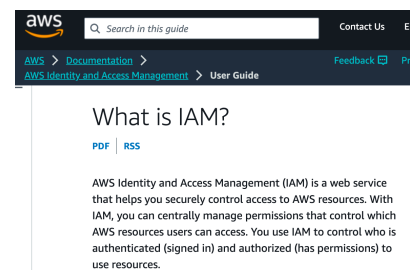 aws
Search in this guide
Contact Us
E
AWS > Documentation >
Feedback
Pr
AWS Identity and Access Management > User Guide
What is IAM?
PDF
RSS
AWS Identity and Access Management (IAM) is a web service
that helps you securely control access to AWS resources. With
IAM, you can centrally manage permissions that control which
AWS resources users can access. You use IAM to control who is
authenticated (signed in) and authorized (has permissions) to
use resources.